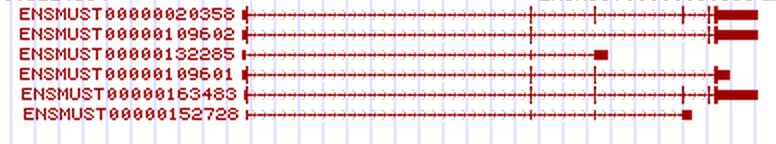 ENSMUST00000020358
ENSMUST00000109602
ENSMUST00000132285
ENSMUST00000109601
ENSMUST00000163483
ENSMUST00000152728